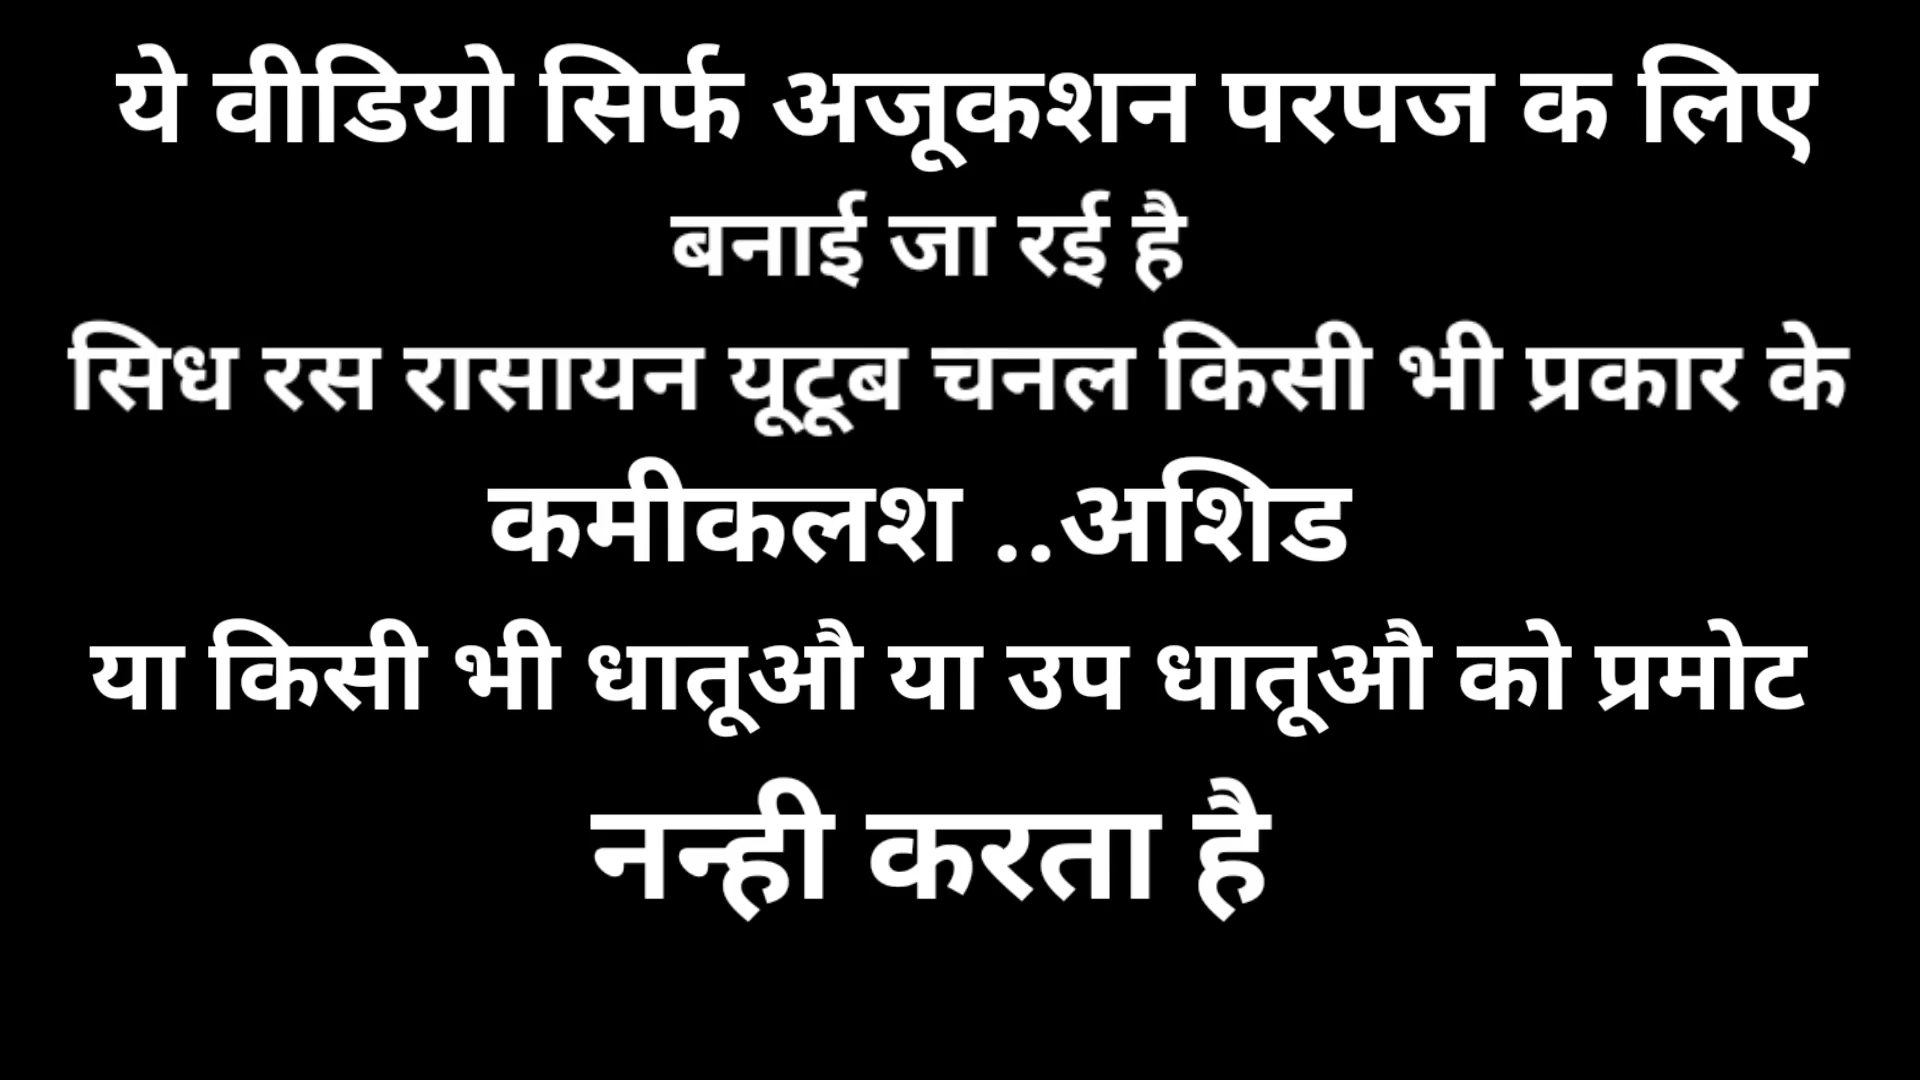 ये वीडियो सिर्फ अजूकशन परपज क लिए
बनाई जा रई है
सिध रस रासायन यूटूब चनल किसी भी प्रकार के
कमीकलश ..अशिड
या किसी भी धातूऔ या उप धातूऔ को प्रमोट
नन्ही करता है